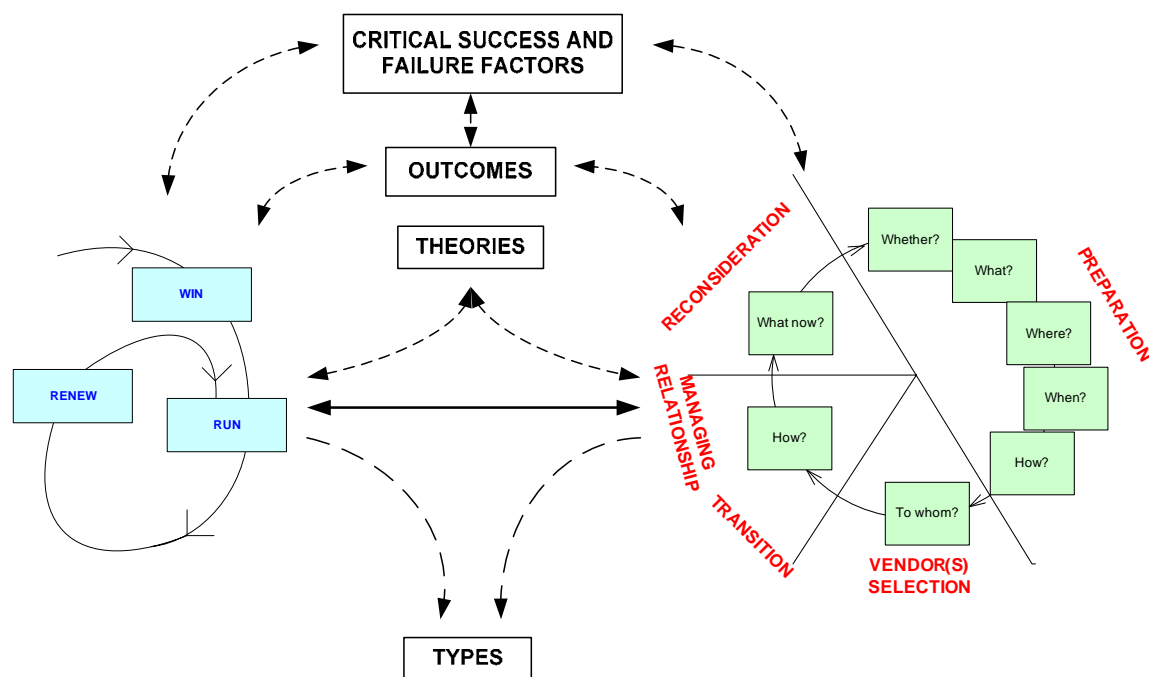 CRITICAL SUCCESS AND
FAILURE FACTORS
OUTCOMES
THEORIES
WIN
RENEW
RUN
RECONSIDERATION
Whether?
What?
PREPARATION
Where?
What now?
When?
MANAGING
RELATIONSHIP
How?
How?
To whom?
TRANSITION
VENDOR(S)
SELECTION
TYPES